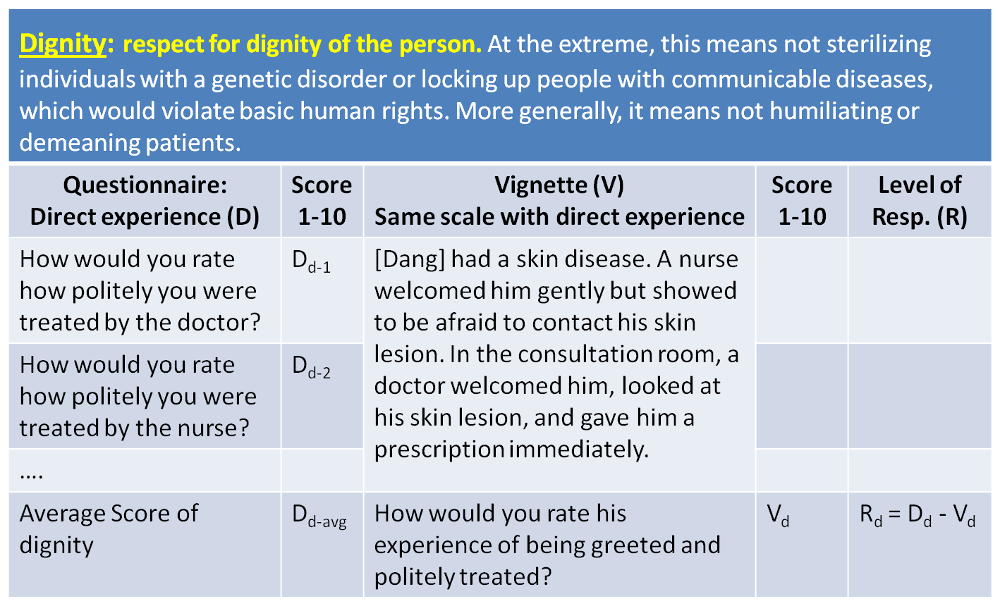 Dignity: respect for dignity of the person. At the extreme, this means not sterilizing
individuals with a genetic disorder or locking up people with communicable diseases,
which would violate basic human rights. More generally, it means not humiliating or
demeaning patients.
Questionnaire:
Direct experience (D)
Score
1-10
Vignette (V)
Same scale with direct experience
Score
1-10
Level of
Resp. (R)
How would you rate
how politely you were
treated by the doctor?
Dd-1
[Dang] had a skin disease. A nurse
welcomed him gently but showed
to be afraid to contact his skin
lesion. In the consultation room, a
doctor welcomed him, looked at
his skin lesion, and gave him a
prescription immediately.
How would you rate
how politely you were
treated by the nurse?
Dd-2
....
Average Score of
dignity
Dd-avg
How would you rate his
experience of being greeted and
politely treated?
Vd
Rd = Dd - Vd